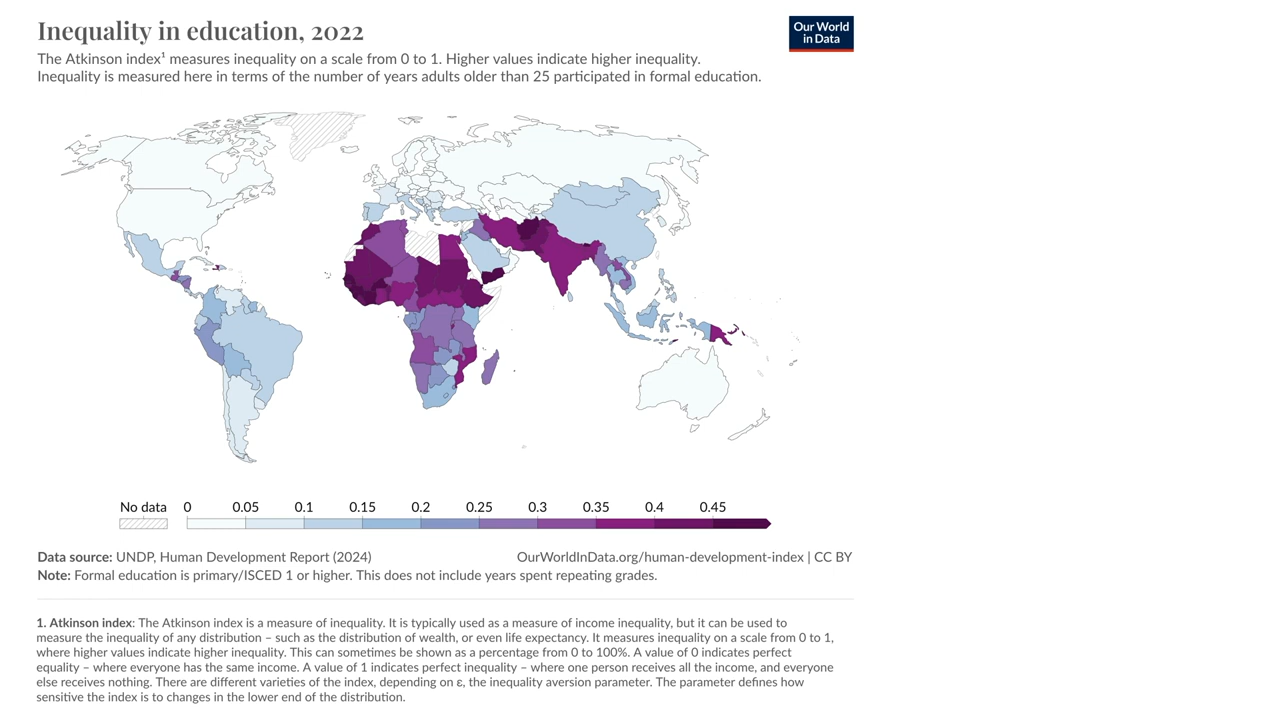 Inequality in education, 2022
Our World
in Data
The Atkinson index¹ measures inequality on a scale from 0 to 1. Higher values indicate higher inequality.
Inequality is measured here in terms of the number of years adults older than 25 participated in formal education.
No data 0 0.05 0.1 0.15 0.2 0.25 0.3 0.35 0.4 0.45
Data source: UNDP, Human Development Report (2024) OurWorldInData.org/human-development-index | CC BY
Note: Formal education is primary/ISCED 1 or higher. This does not include years spent repeating grades.
1. Atkinson index: The Atkinson index is a measure of inequality. It is typically used as a measure of income inequality, but it can be used to
measure the inequality of any distribution – such as the distribution of wealth, or even life expectancy. It measures inequality on a scale from 0 to 1,
where higher values indicate higher inequality. This can sometimes be shown as a percentage from 0 to 100%. A value of 0 indicates perfect
equality – where everyone has the same income. A value of 1 indicates perfect inequality – where one person receives all the income, and everyone
else receives nothing. There are different varieties of the index, depending on ε, the inequality aversion parameter. The parameter defines how
sensitive the index is to changes in the lower end of the distribution.